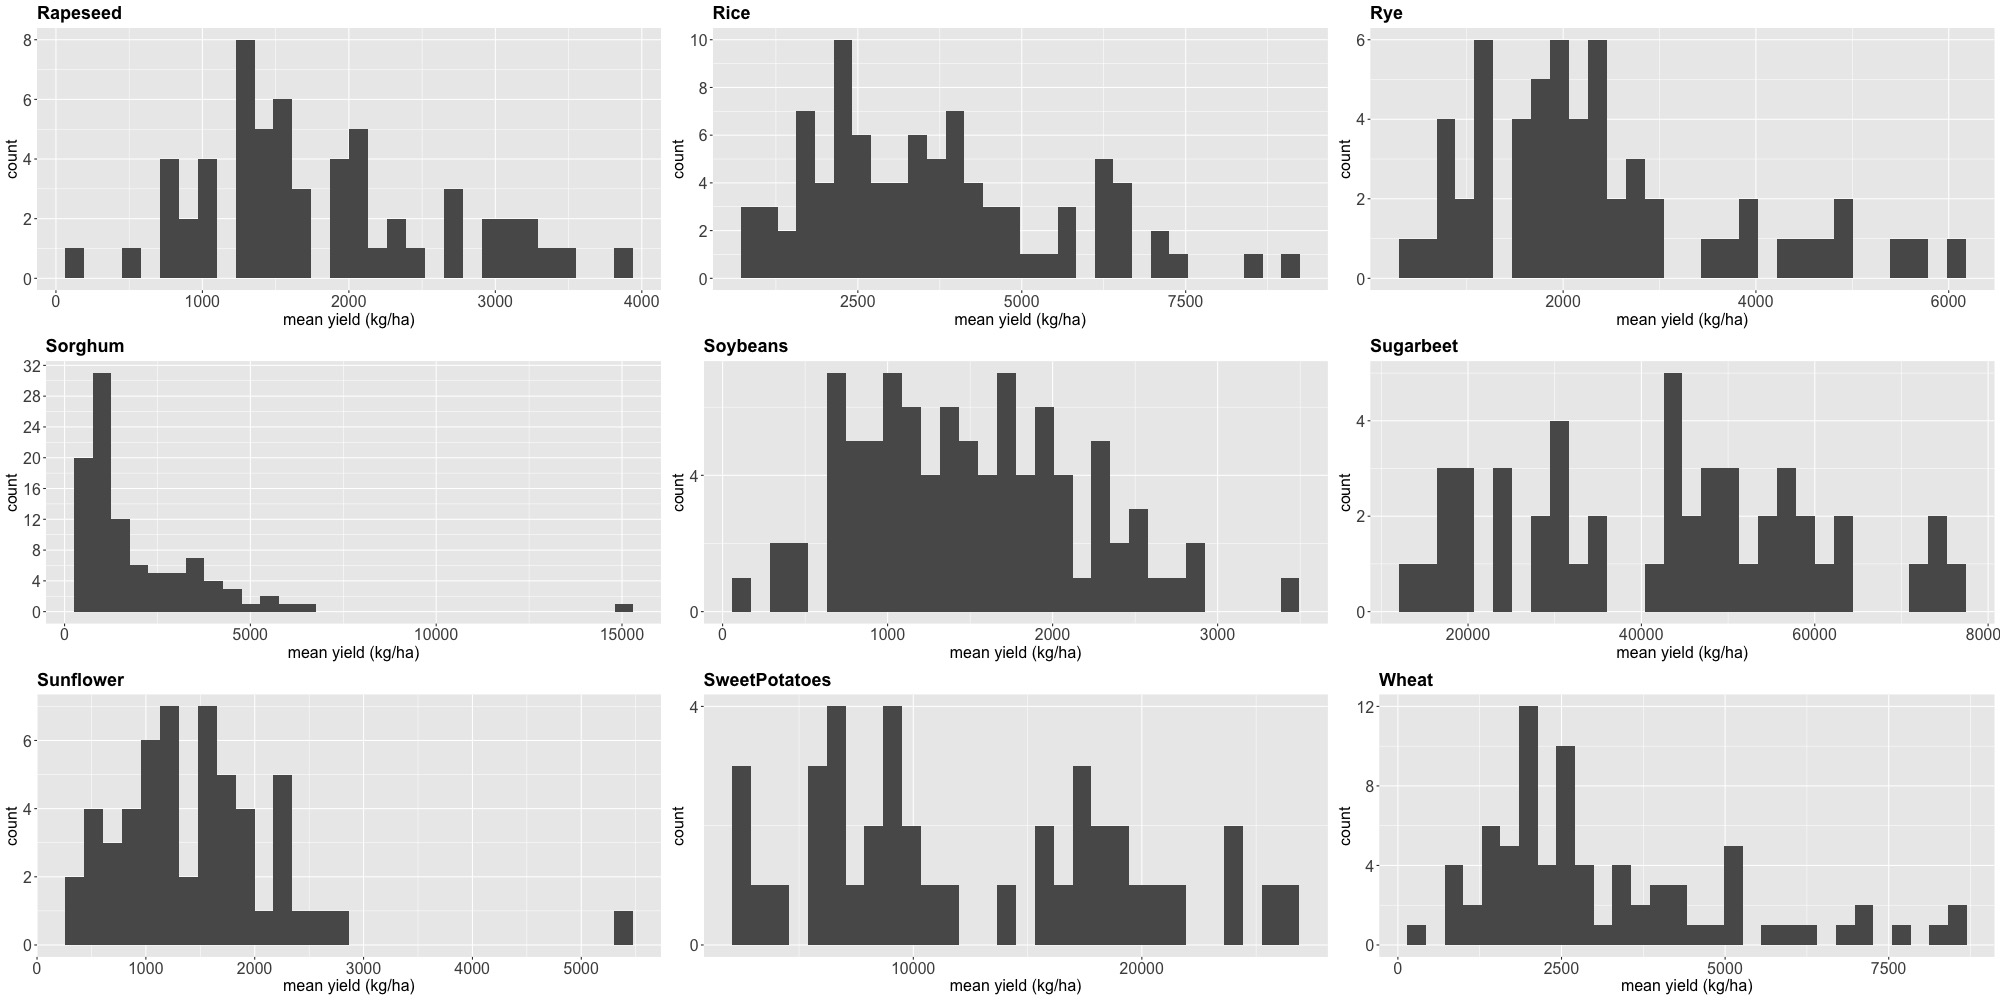 Rapeseed
8
6
4
2
0
count
0 1000 2000 3000 4000
mean yield (kg/ha)
Rice
10
8
6
4
2
0
count
2500 5000 7500
mean yield (kg/ha)
Rye
6
4
2
0
count
2000 4000 6000
mean yield (kg/ha)
Sorghum
32
28
24
20
16
12
8
4
0
count
0 5000 10000 15000
mean yield (kg/ha)
Soybeans
4
0
count
0 1000 2000 3000
mean yield (kg/ha)
Sugarbeet
4
2
0
count
20000 40000 60000 8000
mean yield (kg/ha)
Sunflower
6
4
2
0
count
0 1000 2000 3000 4000 5000
mean yield (kg/ha)
SweetPotatoes
4
0
count
10000 20000
mean yield (kg/ha)
Wheat
12
8
4
0
count
0 2500 5000 7500
mean yield (kg/ha)